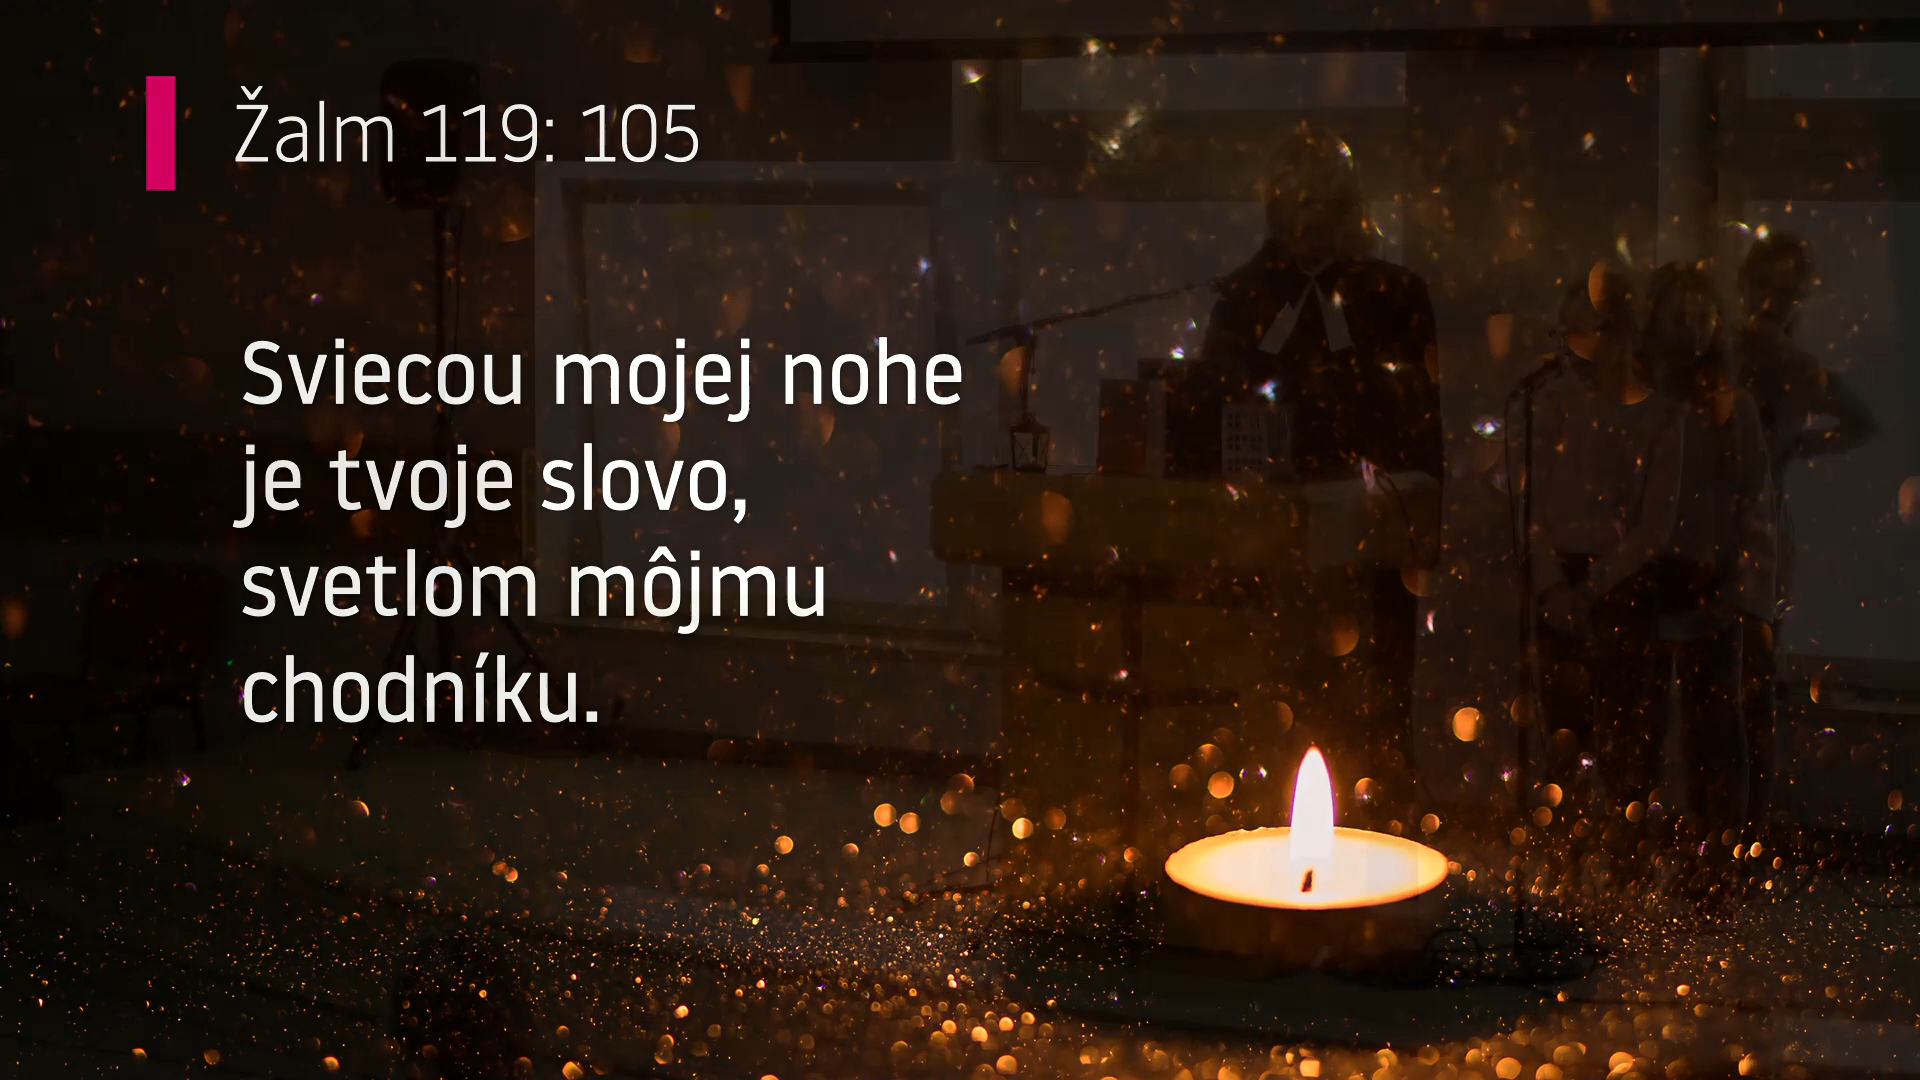 Žalm 119: 105
Sviecou mojej nohe
je tvoje slovo,
svetlom môjmu
chodníku.